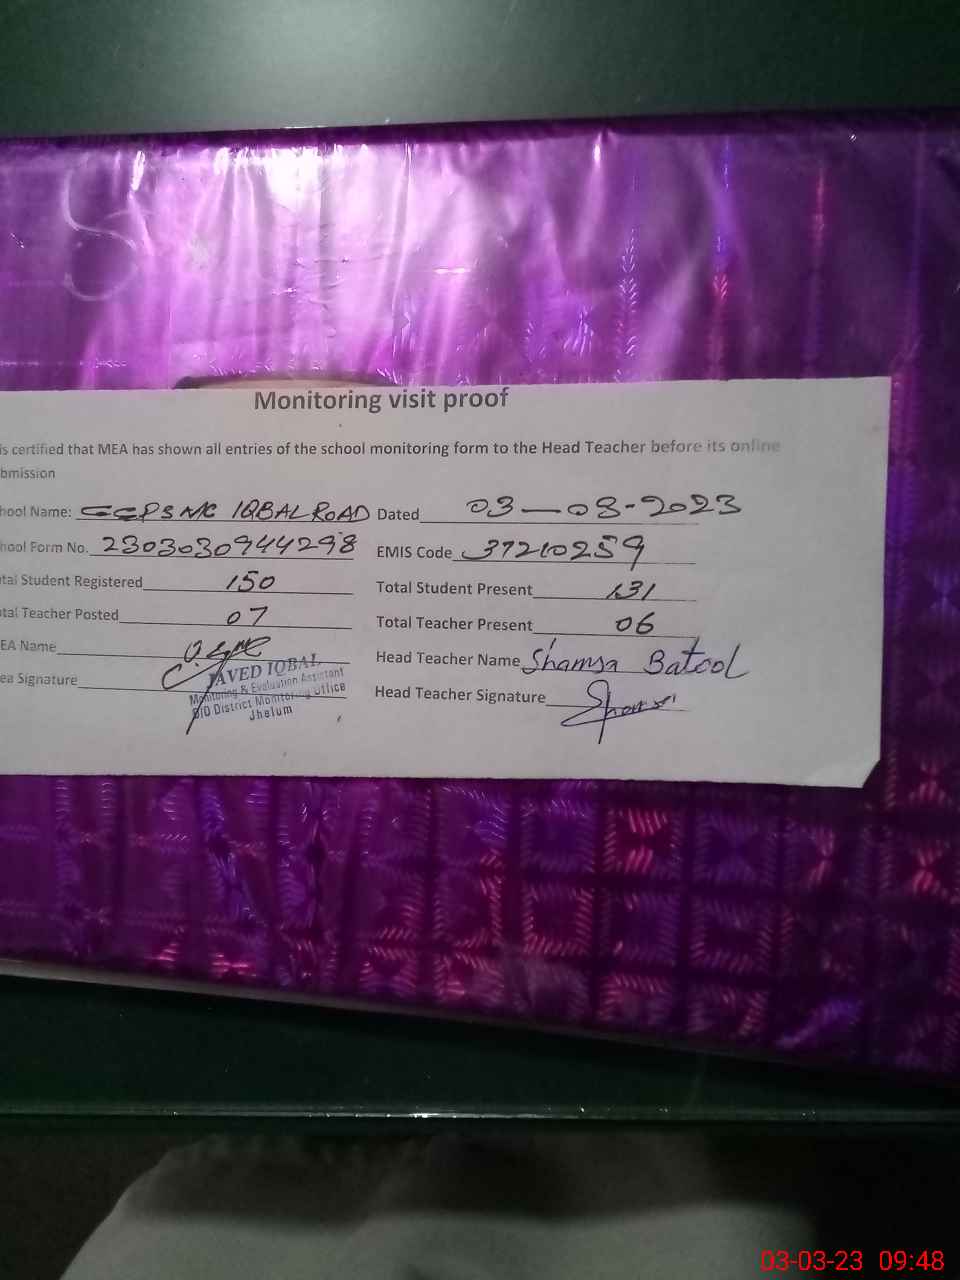 Monitoring visit proof
is certified that MEA has shown all entries of the school monitoring form to the Head Teacher before its online
bmission
hool Name: GGPS MC IQBAL ROAD Dated 03-03-2023
hool Form No. 2303030944298 EMIS Code 37210259
tal Student Registered 150 Total Student Present 131
tal Teacher Posted 07 Total Teacher Present 06
EA Name Head Teacher Name Shamsa Batool
ea Signature Head Teacher Signature
JAVED IQBAL
Monitoring & Evaluation Assistant
O/O District Monitoring Office
Jhelum
03-03-23 09:48